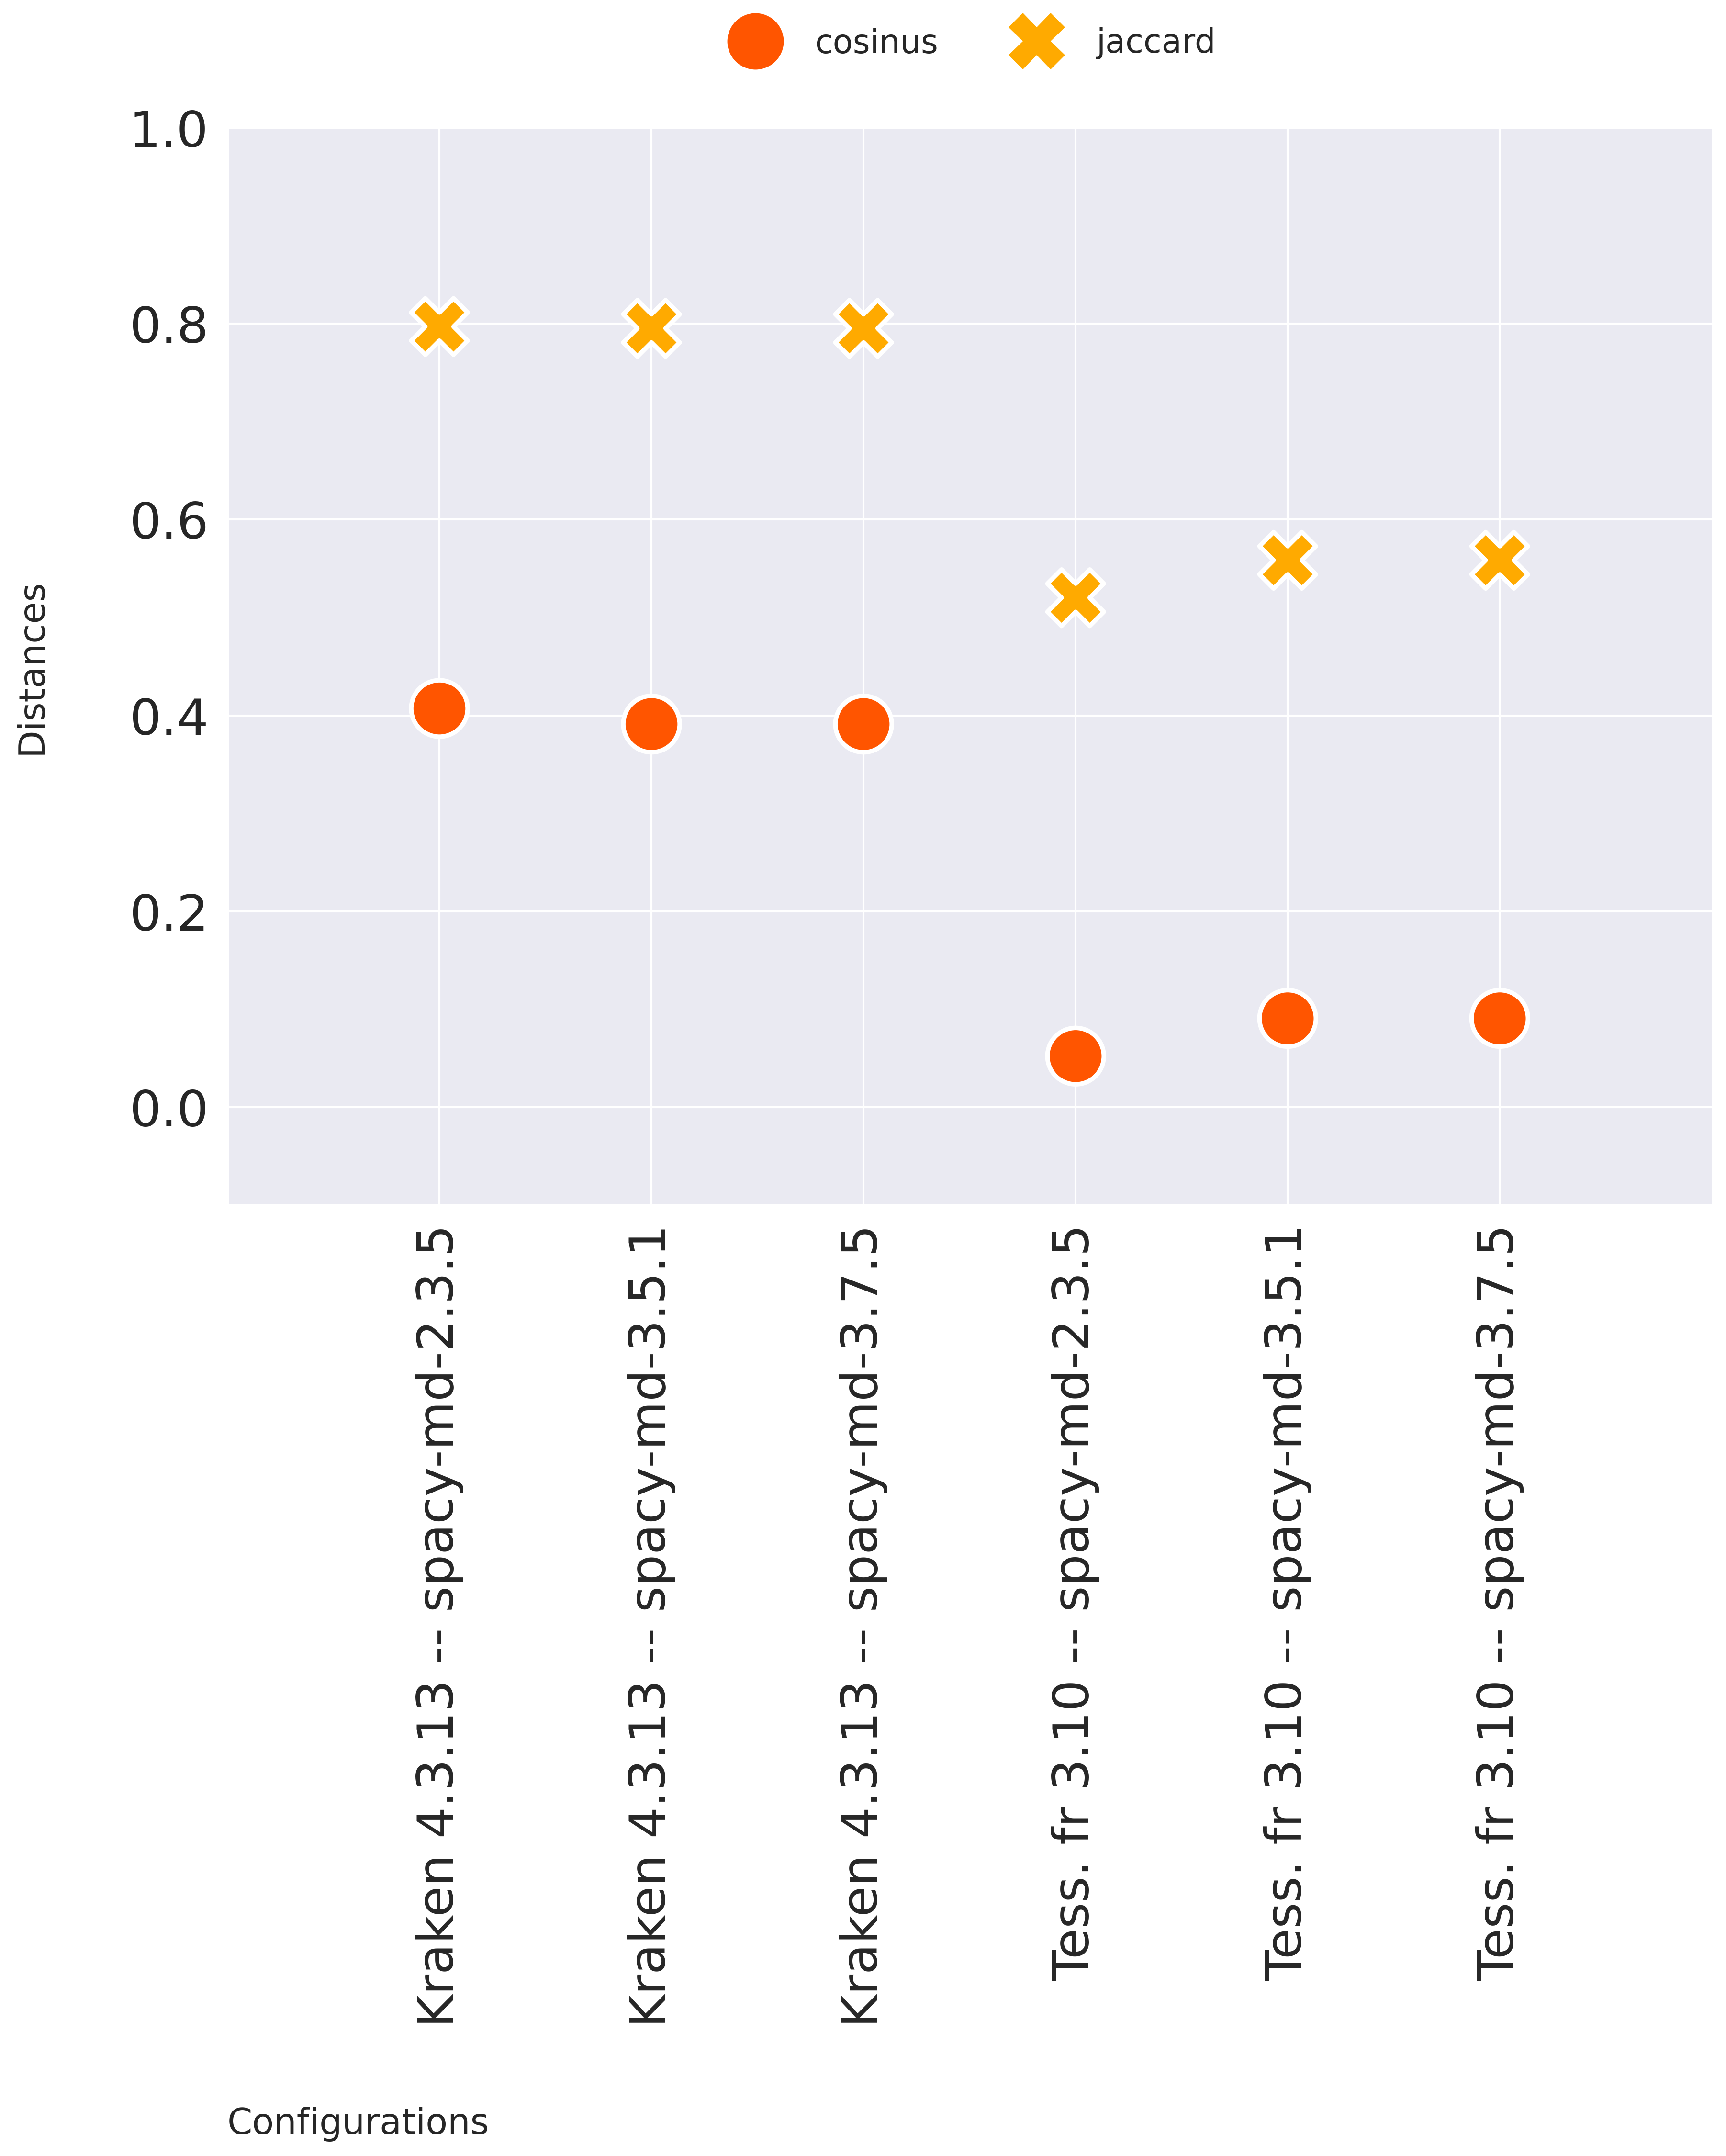 cosinus jaccard
1.0
0.8
0.6
0.4
0.2
0.0
Distances
Kraken 4.3.13 -- spacy-md-2.3.5
Kraken 4.3.13 -- spacy-md-3.5.1
Kraken 4.3.13 -- spacy-md-3.7.5
Tess. fr 3.10 -- spacy-md-2.3.5
Tess. fr 3.10 -- spacy-md-3.5.1
Tess. fr 3.10 -- spacy-md-3.7.5
Configurations